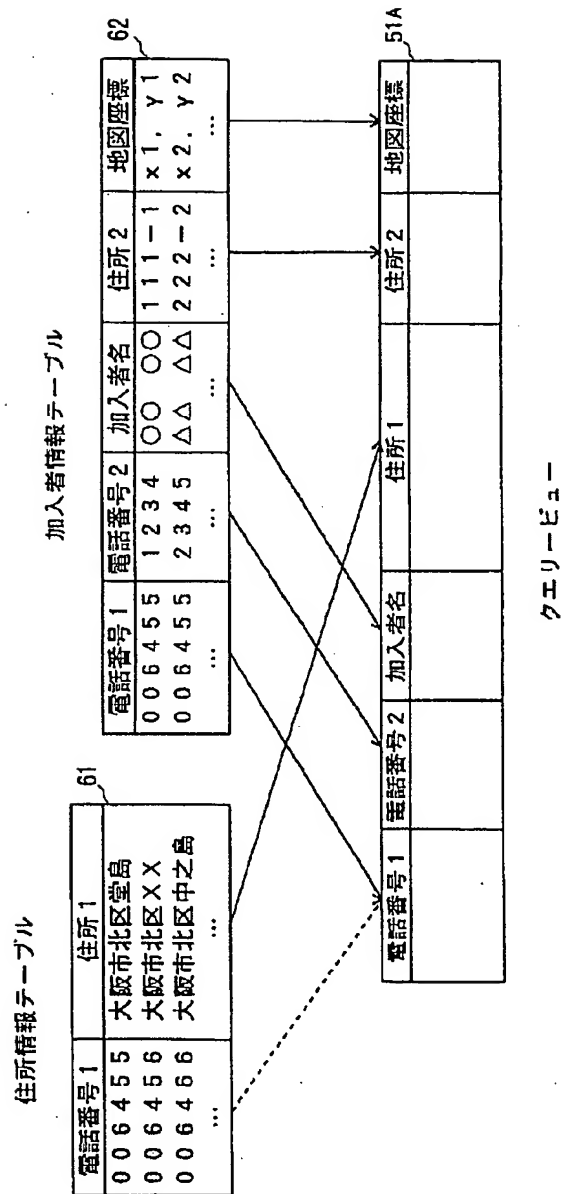 住所情報テーブル
61
電話番号1 住所1
006455 大阪市北区堂島
006456 大阪市北区××
006466 大阪市北区中之島
… …
加入者情報テーブル
62
電話番号1 電話番号2 加入者名 住所2 地図座標
006455 1234 ○○ ○○ 111-1 x1, y1
006455 2345 △△ △△ 222-2 x2, y2
… … … … …
51A
電話番号1 電話番号2 加入者名 住所1 住所2 地図座標
クエリービュー